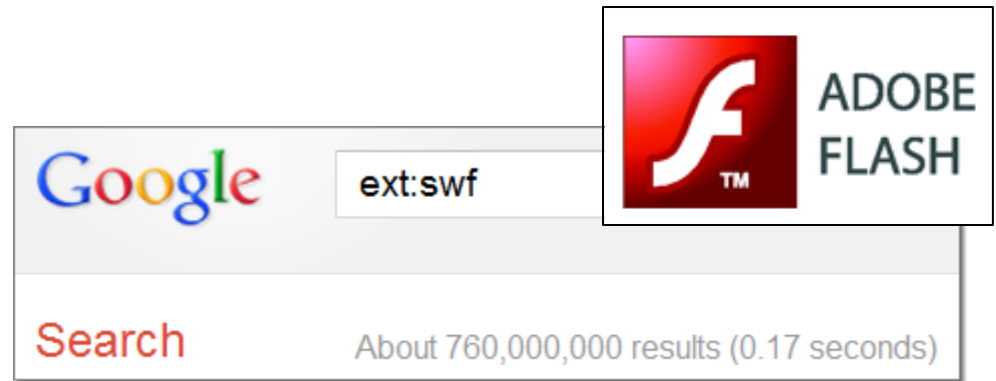 ADOBE
FLASH
TM
Google
ext:swf
Search
About 760,000,000 results (0.17 seconds)